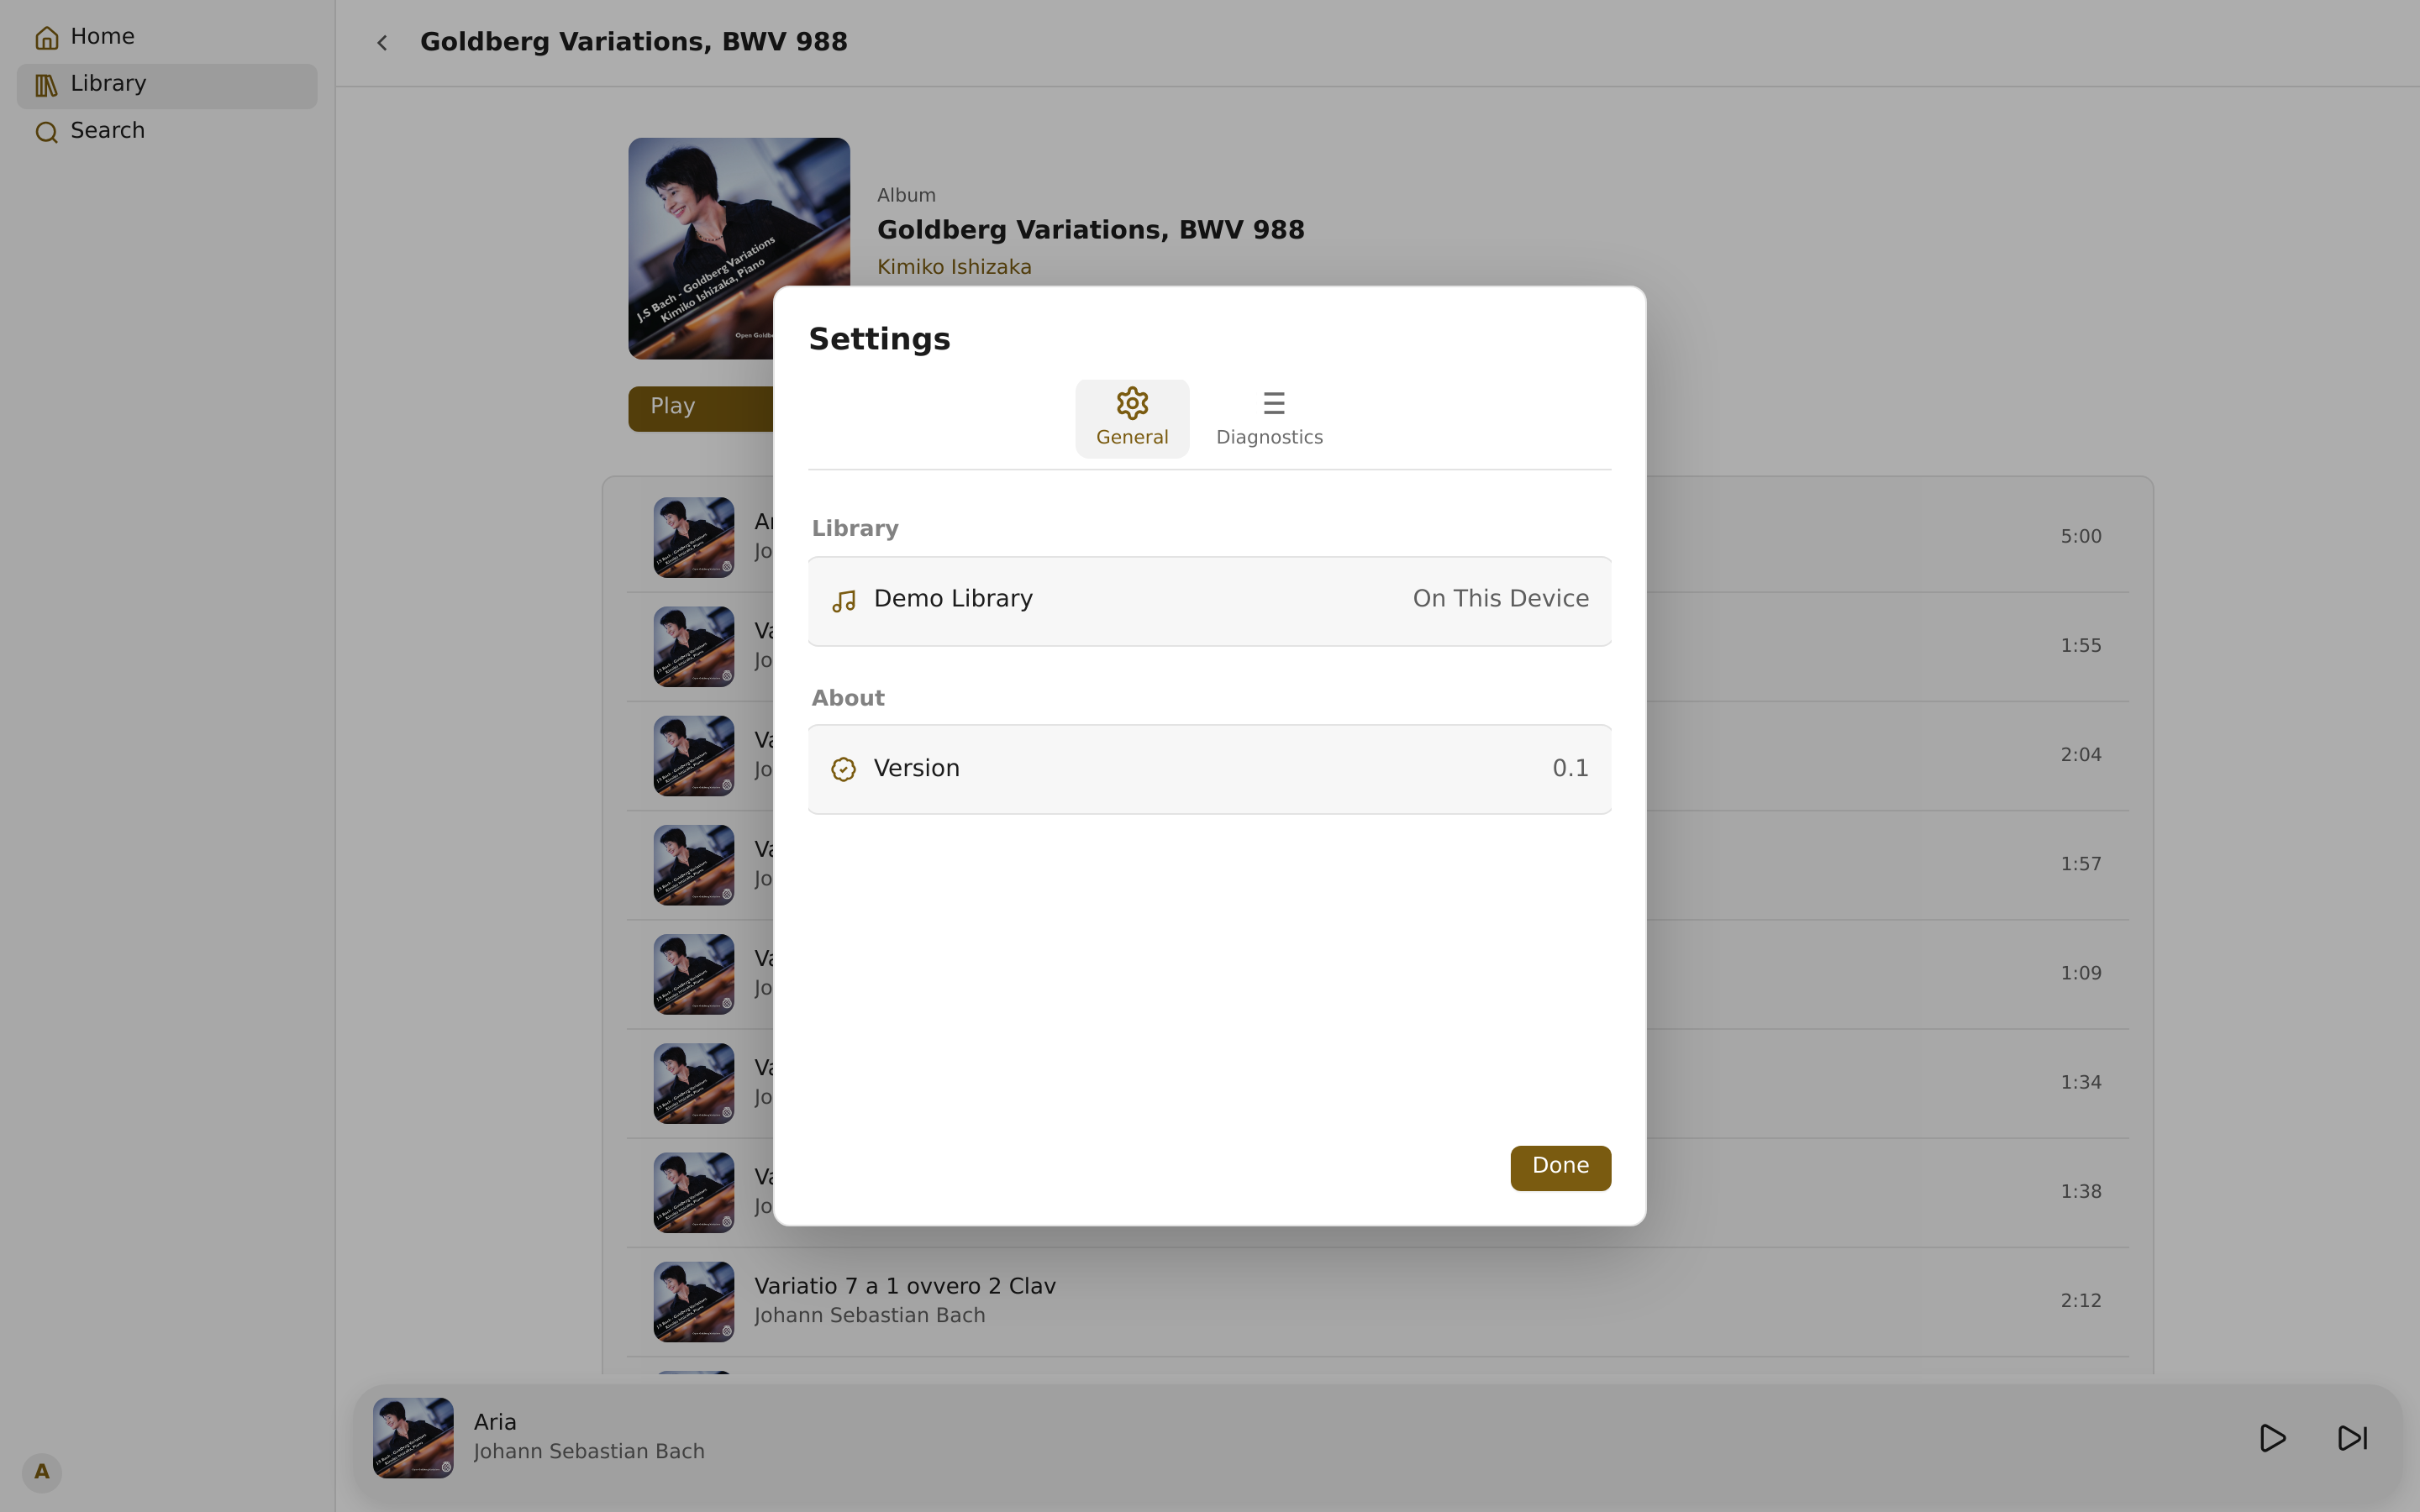 Home
Library
Search
Goldberg Variations, BWV 988
J.S Bach - Goldberg Variations
Kimiko Ishizaka, Piano
Album
Goldberg Variations, BWV 988
Kimiko Ishizaka
Play
Settings
General
Diagnostics
Library
Demo Library
On This Device
About
Version
0.1
Done
5:00
1:55
2:04
1:57
1:09
1:34
1:38
Variatio 7 a 1 ovvero 2 Clav
Johann Sebastian Bach
2:12
Aria
Johann Sebastian Bach
A